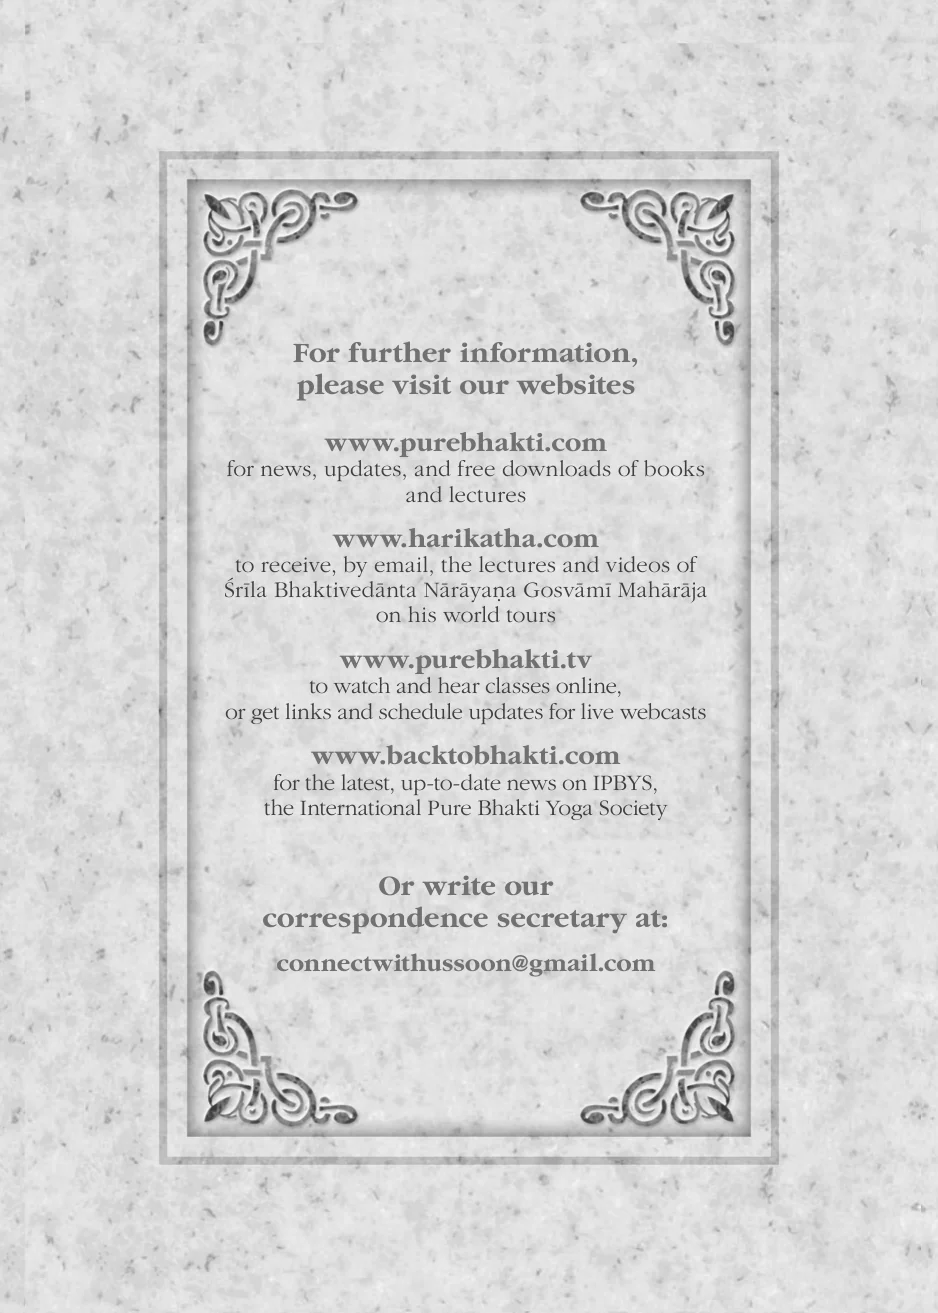 For further information,
please visit our websites
www.purebhakti.com
for news, updates, and free downloads of books
and lectures
www.harikatha.com
to receive, by email, the lectures and videos of
Śrīla Bhaktivedānta Nārāyaṇa Gosvāmī Mahārāja
on his world tours
www.purebhakti.tv
to watch and hear classes online,
or get links and schedule updates for live webcasts
www.backtobhakti.com
for the latest, up-to-date news on IPBYS,
the International Pure Bhakti Yoga Society
Or write our
correspondence secretary at:
connectwithussoon@gmail.com